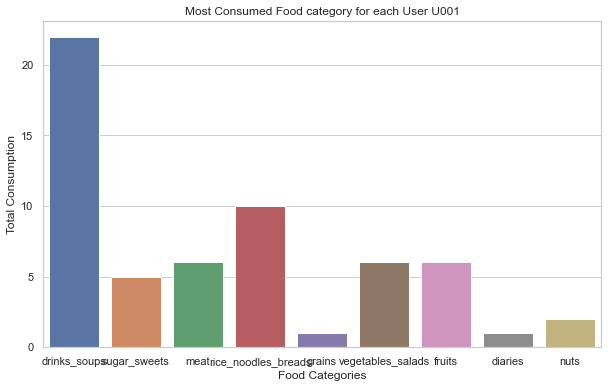 Most Consumed Food category for each User U001
Total Consumption
20
15
10
5
0
drinks_soups sugar_sweets meat rice_noodles_breads grains vegetables_salads fruits diaries nuts
Food Categories